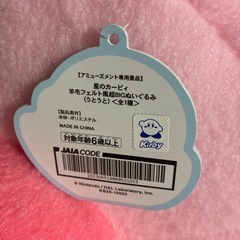 【アミューズメント専用景品】
星のカービィ
羊毛フェルト風超BIGぬいぐるみ
(うとうと)<全1種>
【製品素材】
本体:ポリエステル
MADE IN CHINA
対象年齢6歳以上
Kirby
JAIA CODE
© Nintendo / HAL Laboratory, Inc.